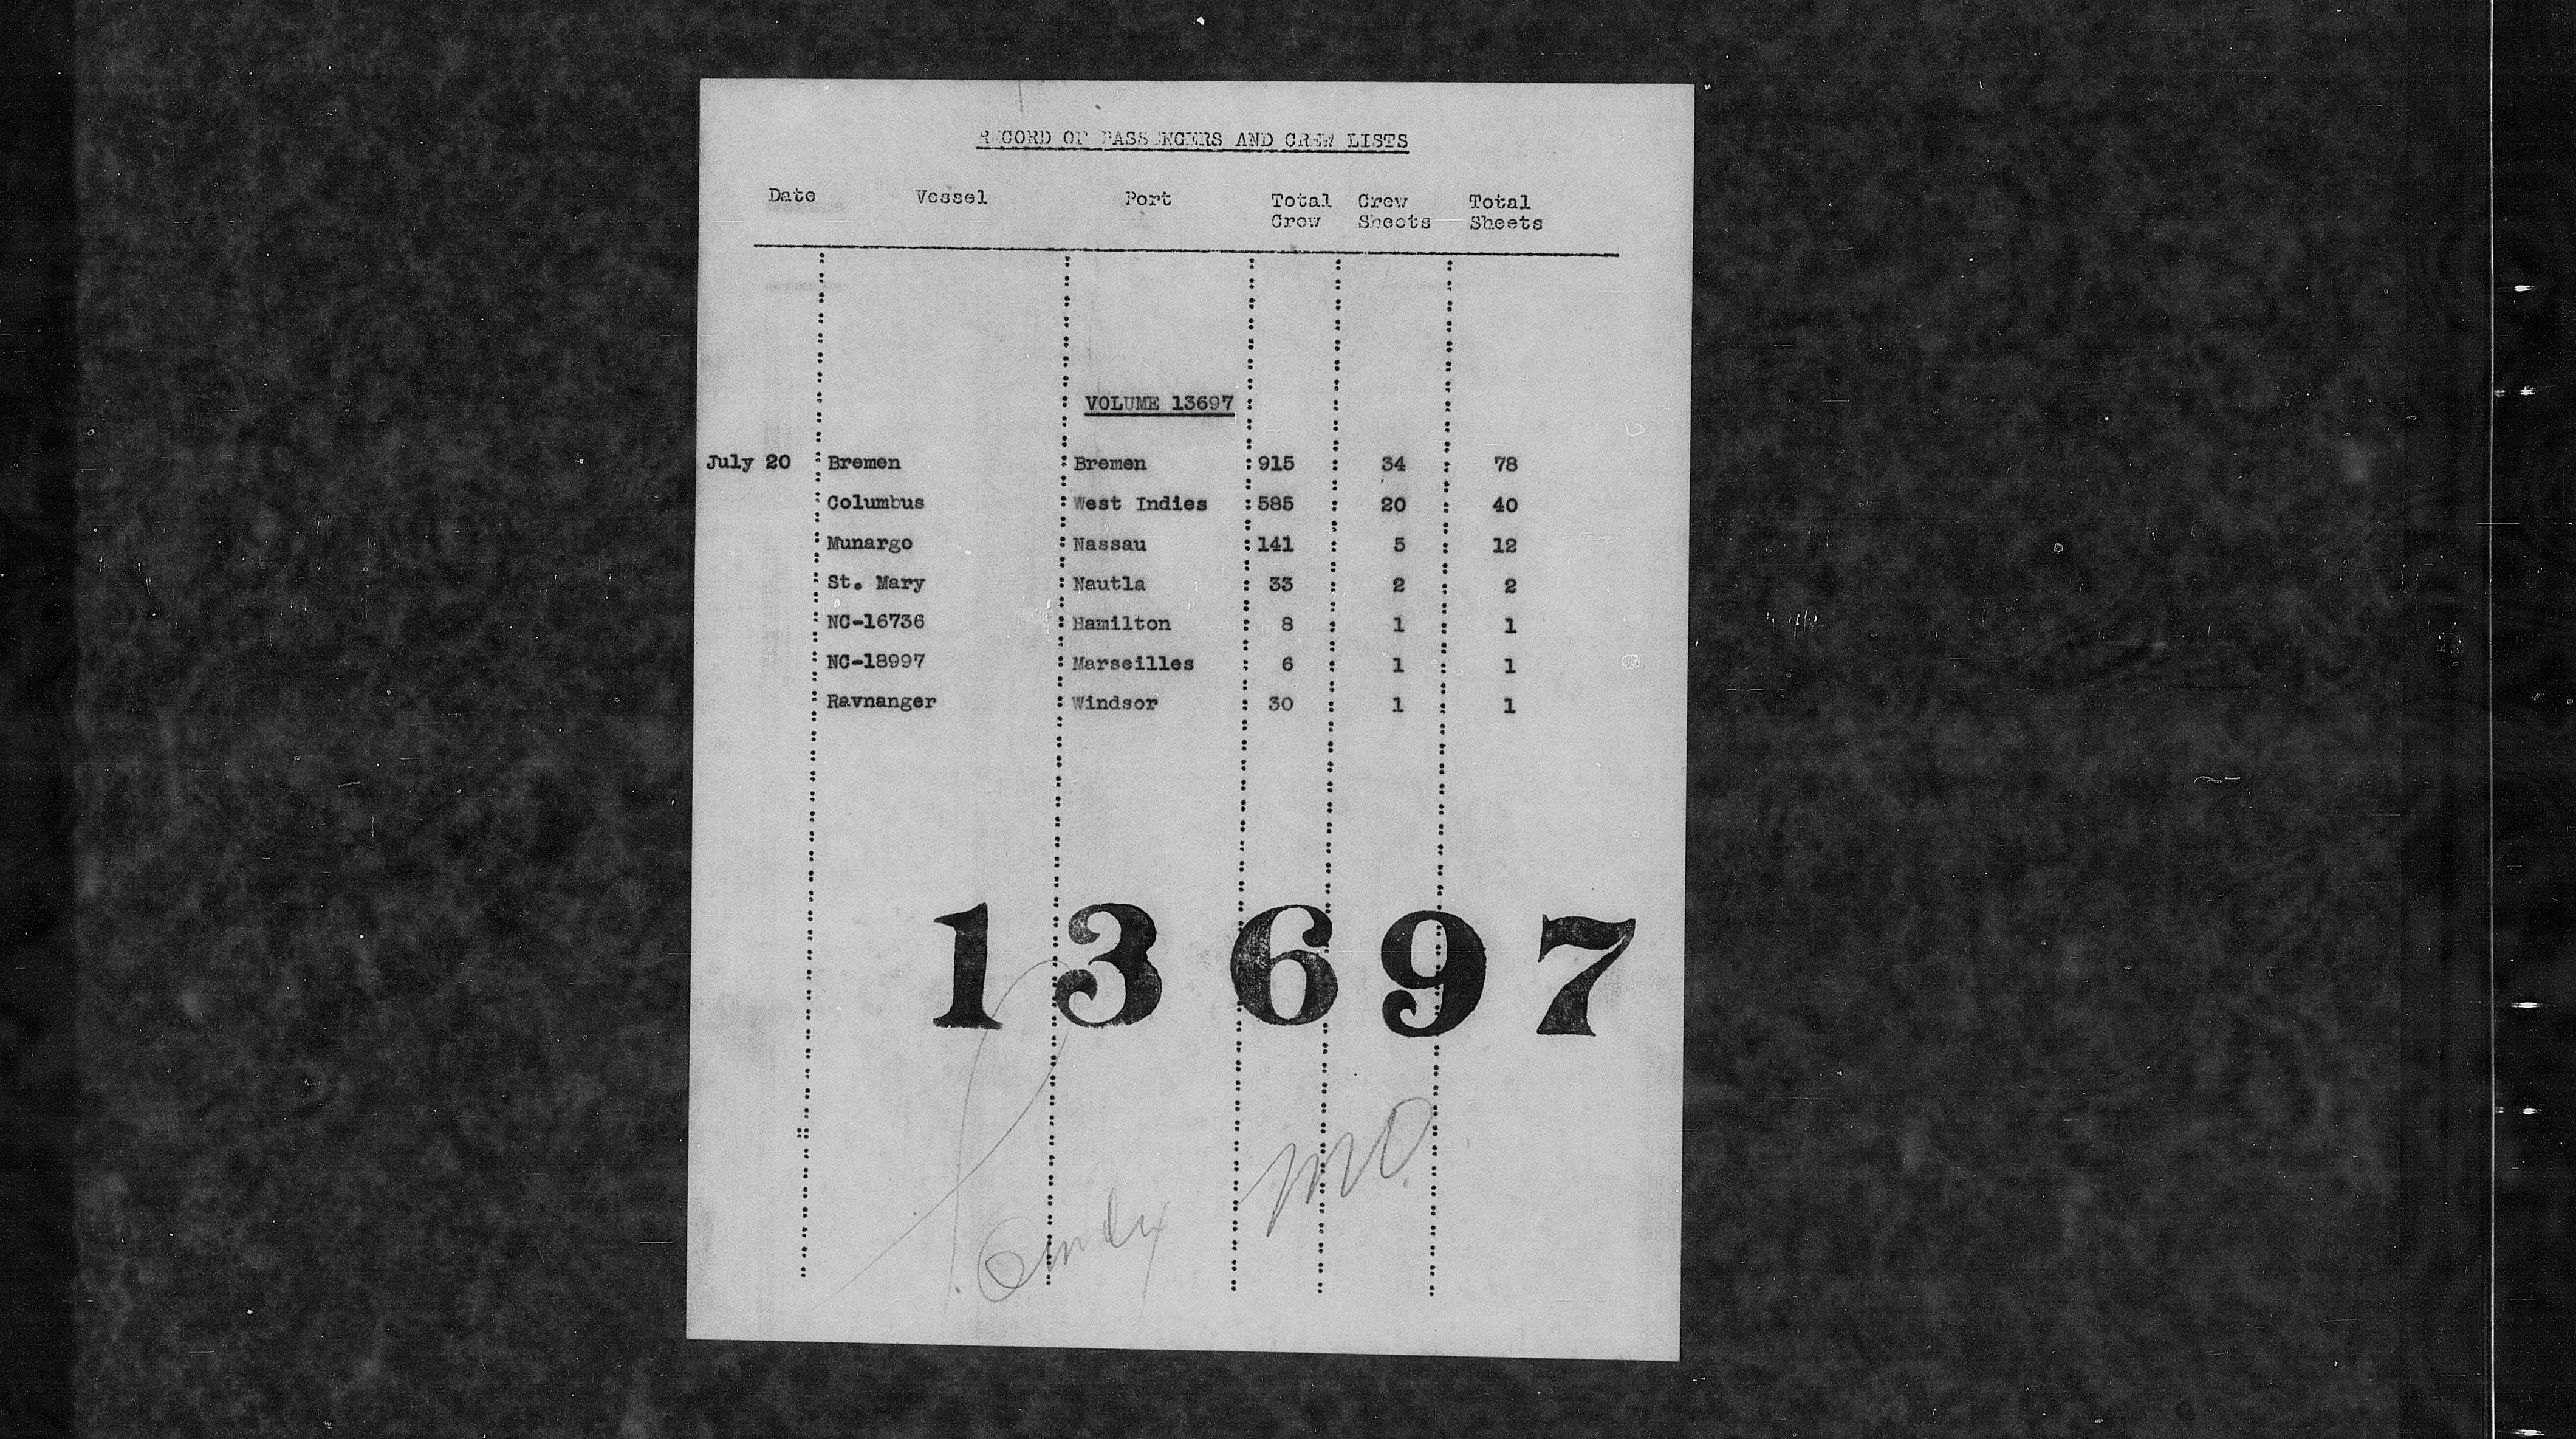 RECORD OF PASSENGERS AND CREW LISTS
Date Vessel Port Total Crew Crew Sheets Total Sheets
VOLUME 13697
July 20 Bremen Bremen 915 34 78
Columbus West Indies 585 20 40
Munargo Nassau 141 5 12
St. Mary Nautla 33 2 2
NC-16736 Hamilton 8 1 1
NC-18997 Marseilles 6 1 1
Ravnanger Windsor 30 1 1
13697